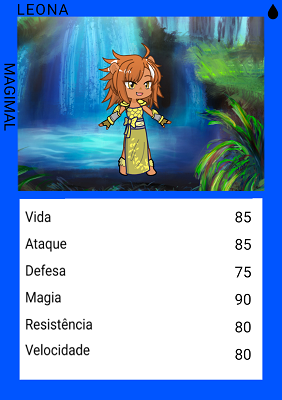 LEONA
MAGIMAL
Vida 85
Ataque 85
Defesa 75
Magia 90
Resistência 80
Velocidade 80